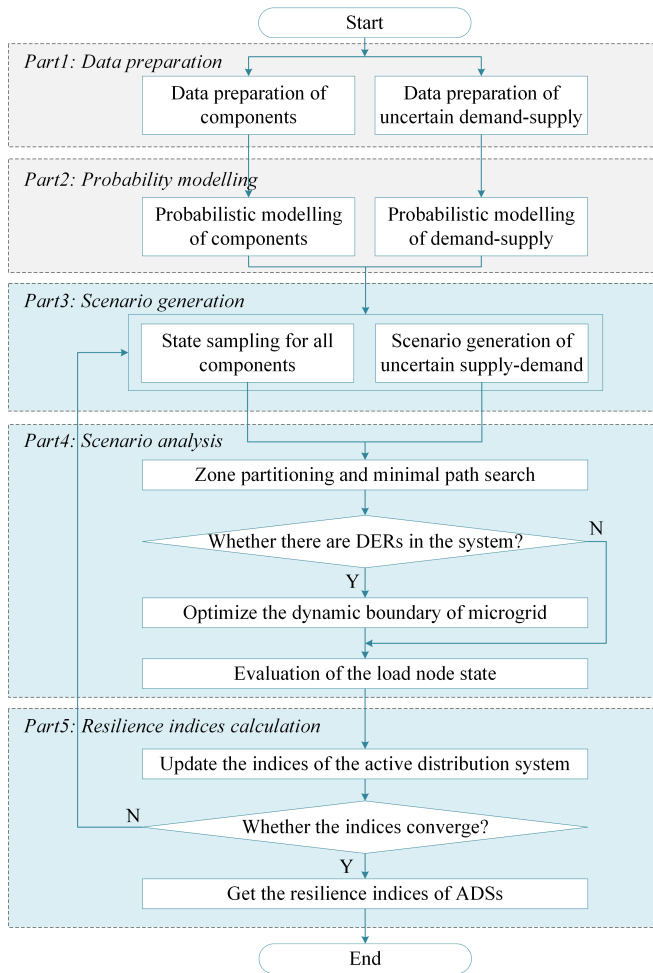 Start
Part1: Data preparation
Data preparation of
components
Data preparation of
uncertain demand-supply
Part2: Probability modelling
Probabilistic modelling
of components
Probabilistic modelling
of demand-supply
Part3: Scenario generation
State sampling for all
components
Scenario generation of
uncertain supply-demand
Part4: Scenario analysis
Zone partitioning and minimal path search
Whether there are DERs in the system?
N
Y
Optimize the dynamic boundary of microgrid
Evaluation of the load node state
Part5: Resilience indices calculation
Update the indices of the active distribution system
N
Whether the indices converge?
Y
Get the resilience indices of ADSs
End